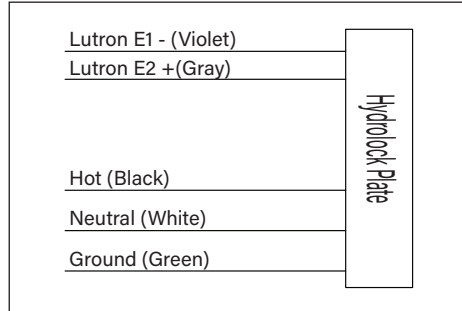 Lutron E1 - (Violet)
Lutron E2 +(Gray)
Hydrolock Plate
Hot (Black)
Neutral (White)
Ground (Green)